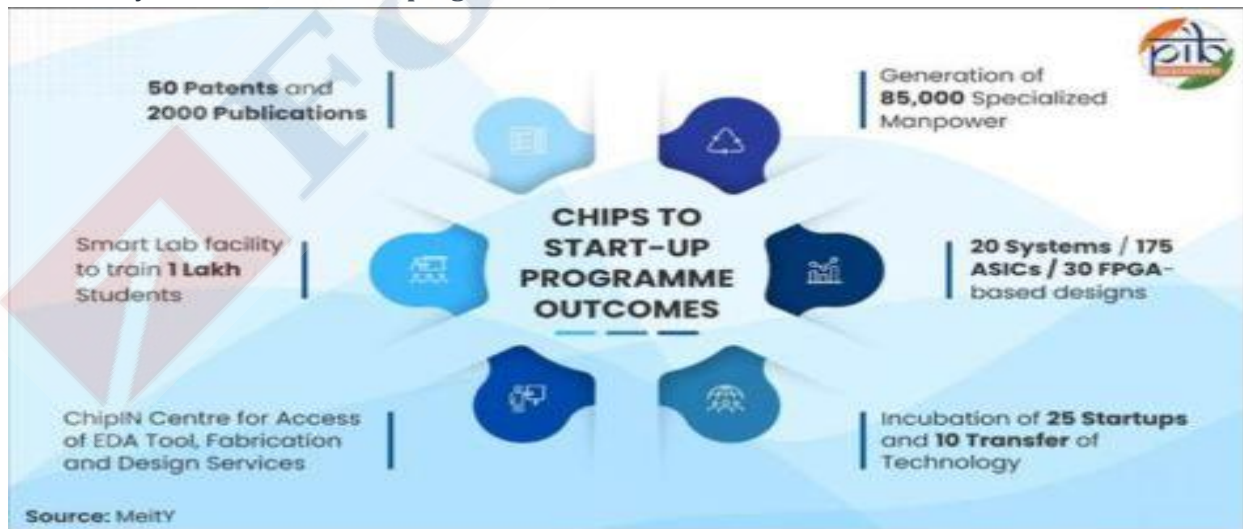 50 Patents and
2000 Publications
Generation of
85,000 Specialized
Manpower
pib
CHIPS TO
START-UP
PROGRAMME
OUTCOMES
Smart Lab facility
to train 1 Lakh
Students
20 Systems / 175
ASICs / 30 FPGA-
based designs
ChipIN Centre for Access
of EDA Tool, Fabrication
and Design Services
Incubation of 25 Startups
and 10 Transfer of
Technology
Source: MeitY